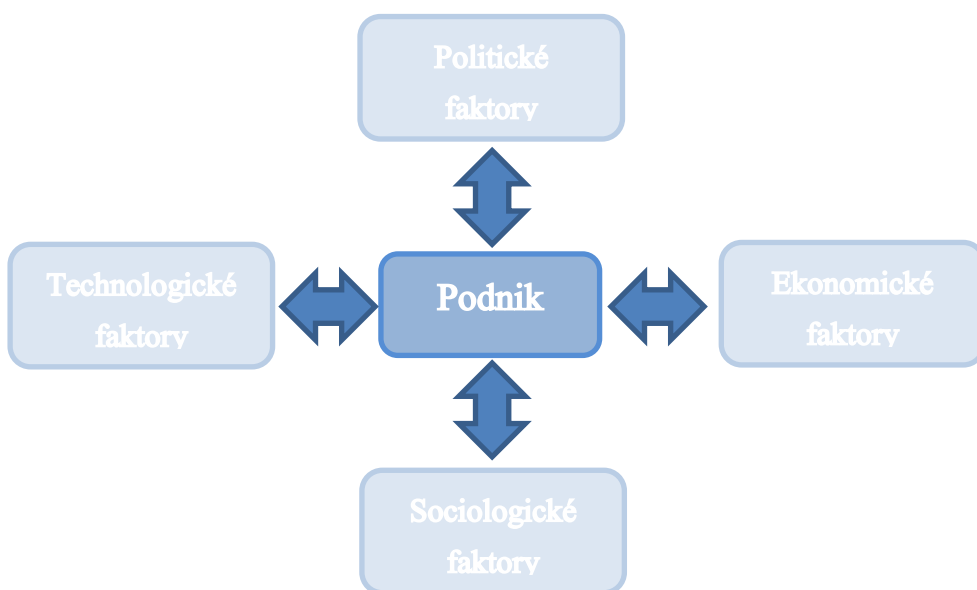 Politické
faktory
Technologické
faktory
Podnik
Ekonomické
faktory
Sociologické
faktory